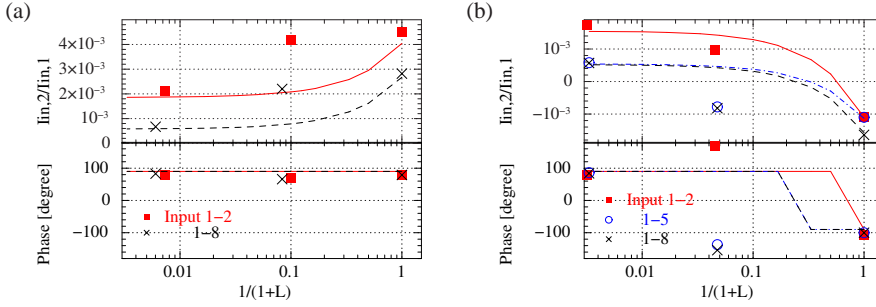 (a)
Iin,2/Iin,1
4×10⁻³
3×10⁻³
2×10⁻³
10⁻³
0
Phase [degree]
100
0
−100
Input 1−2
1−8
0.01
0.1
1
1/(1+L)
(b)
Iin,2/Iin,1
10⁻³
0
−10⁻³
Phase [degree]
100
0
−100
Input 1−2
1−5
1−8
0.01
0.1
1
1/(1+L)